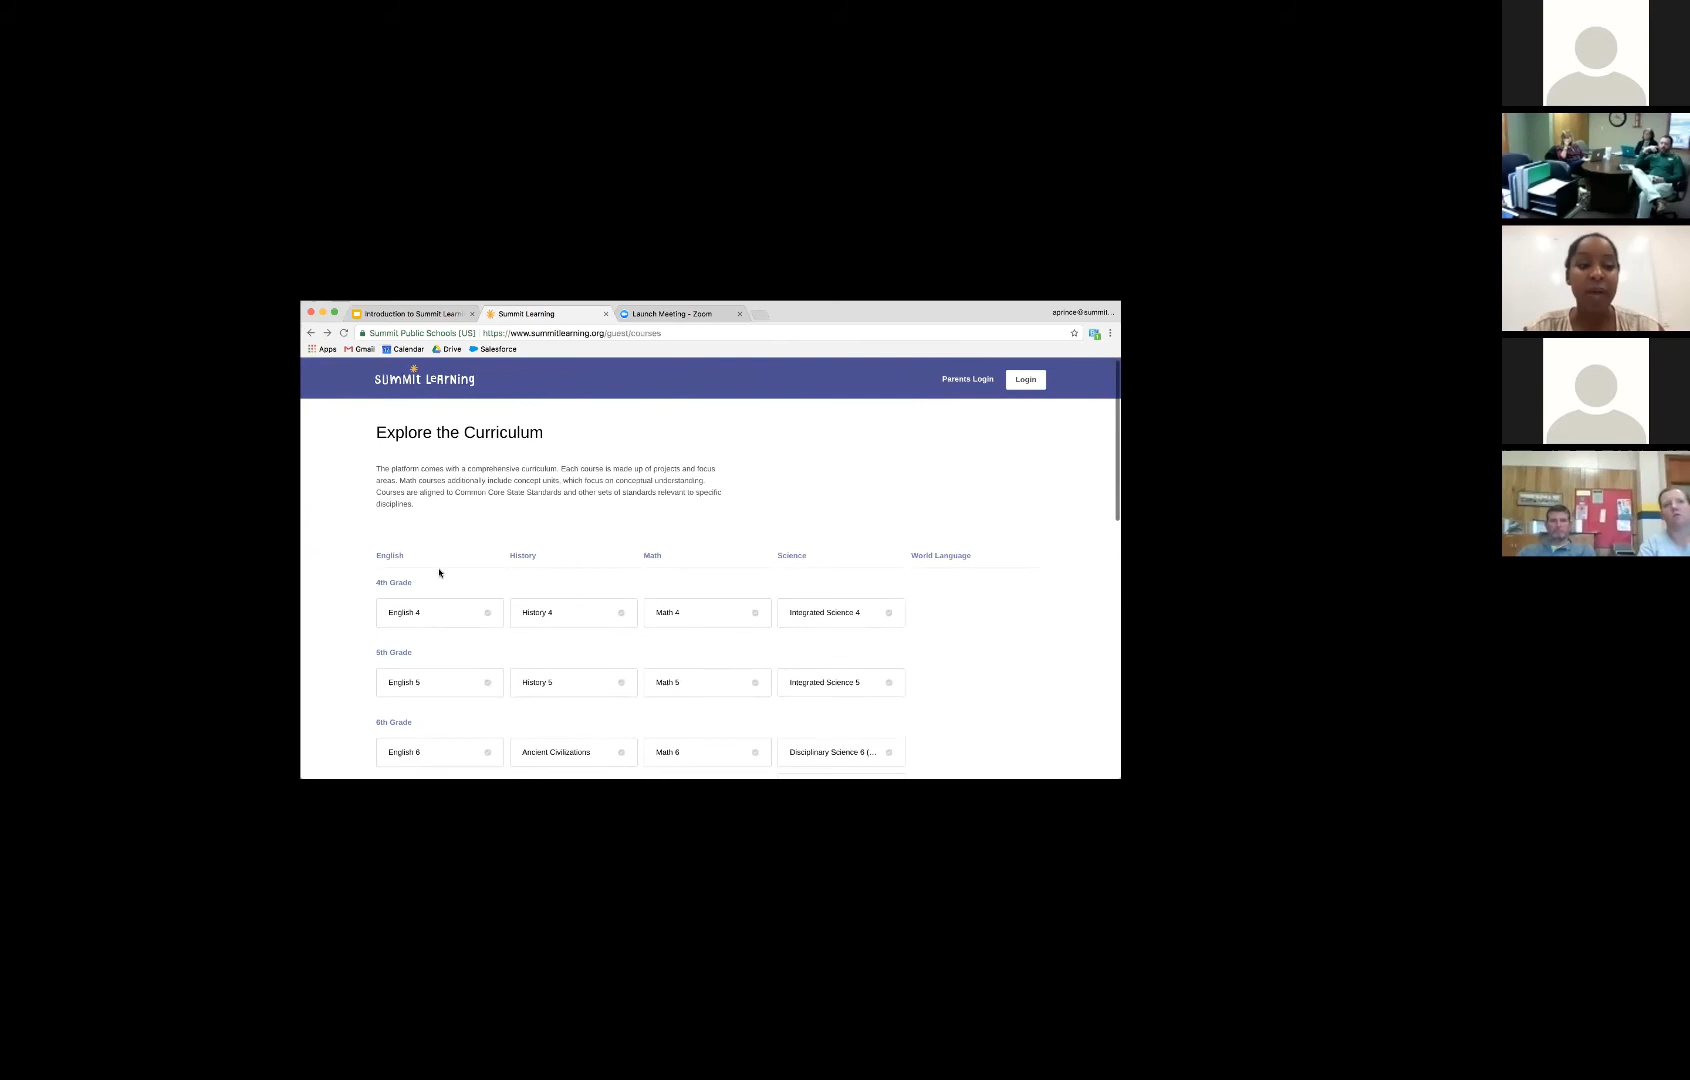 Introduction to Summit Learni
Summit Learning
Launch Meeting - Zoom
aprince@summit...
Summit Public Schools [US]
https://www.summitlearning.org/guest/courses
Apps
Gmail
Calendar
Drive
Salesforce
SUMMIT LEARNING
Parents Login
Login
Explore the Curriculum
The platform comes with a comprehensive curriculum. Each course is made up of projects and focus
areas. Math courses additionally include concept units, which focus on conceptual understanding.
Courses are aligned to Common Core State Standards and other sets of standards relevant to specific
disciplines.
English
History
Math
Science
World Language
4th Grade
English 4
History 4
Math 4
Integrated Science 4
5th Grade
English 5
History 5
Math 5
Integrated Science 5
6th Grade
English 6
Ancient Civilizations
Math 6
Disciplinary Science 6 (...